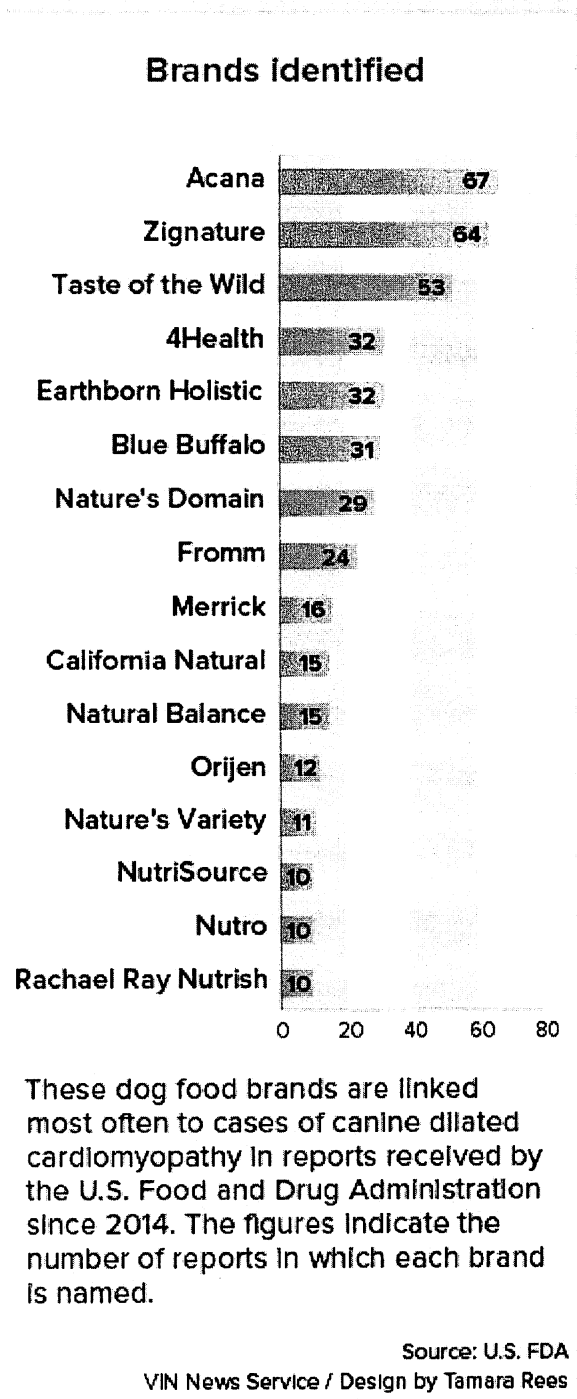 Brands identified
Acana 67
Zignature 64
Taste of the Wild 53
4Health 32
Earthborn Holistic 32
Blue Buffalo 31
Nature's Domain 29
Fromm 24
Merrick 16
California Natural 15
Natural Balance 15
Orijen 12
Nature's Variety 11
NutriSource 10
Nutro 10
Rachael Ray Nutrish 10
0 20 40 60 80
These dog food brands are linked
most often to cases of canine dilated
cardiomyopathy in reports received by
the U.S. Food and Drug Administration
since 2014. The figures indicate the
number of reports in which each brand
is named.
Source: U.S. FDA
VIN News Service / Design by Tamara Rees